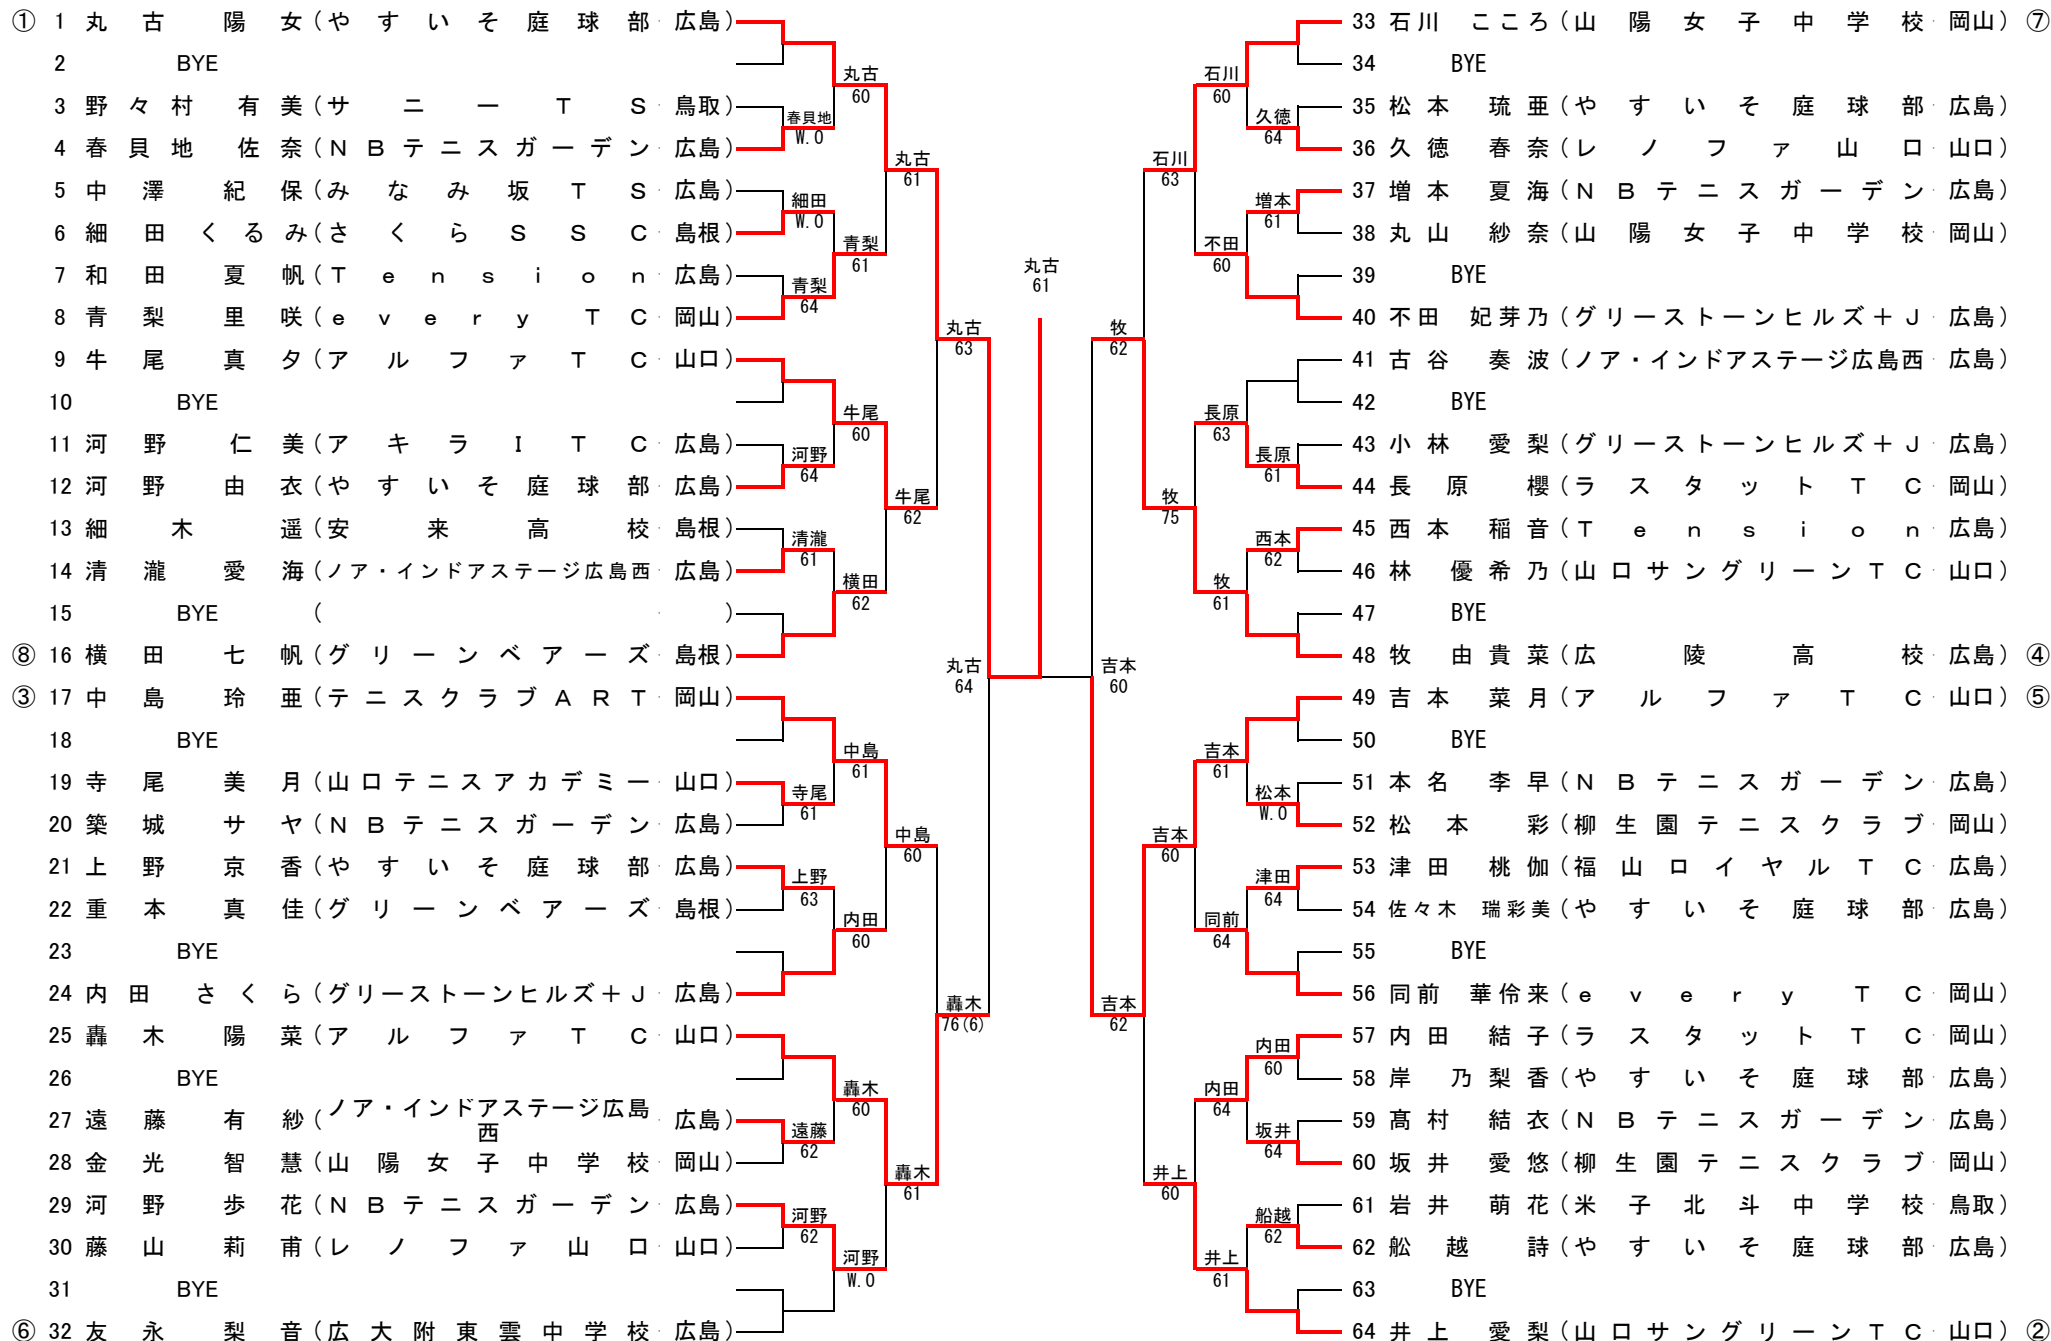 ① 1 丸古 陽女 (やすいそ庭球部 広島)
2 BYE
3 野々村 有美 (サニーTS 鳥取)
4 春貝地 佐奈 (NBテニスガーデン 広島)
5 中澤 紀保 (みなみ坂TS 広島)
6 細田 くるみ (さくらSSC 島根)
7 和田 夏帆 (Tension 広島)
8 青梨 里咲 (every TC 岡山)
9 牛尾 真夕 (アルファTC 山口)
10 BYE
11 河野 仁美 (アキラITC 広島)
12 河野 由衣 (やすいそ庭球部 広島)
13 細木 遥 (安来高校 島根)
14 清瀧 愛海 (ノア・インドアステージ広島西 広島)
15 BYE ( )
⑧ 16 横田 七帆 (グリーンベアーズ 島根)
③ 17 中島 玲亜 (テニスクラブART 岡山)
18 BYE
19 寺尾 美月 (山口テニスアカデミー 山口)
20 築城 サヤ (NBテニスガーデン 広島)
21 上野 京香 (やすいそ庭球部 広島)
22 重本 真佳 (グリーンベアーズ 島根)
23 BYE
24 内田 さくら (グリーストーンヒルズ+J 広島)
25 轟木 陽菜 (アルファTC 山口)
26 BYE
27 遠藤 有紗 (ノア・インドアステージ広島西 広島)
28 金光 智慧 (山陽女子中学校 岡山)
29 河野 歩花 (NBテニスガーデン 広島)
30 藤山 莉甫 (レノファ山口 山口)
31 BYE
⑥ 32 友永 梨音 (広大附東雲中学校 広島)
春貝地
W.0
細田
W.0
青梨
64
河野
64
清瀧
61
寺尾
61
上野
63
遠藤
62
河野
62
丸古
60
青梨
61
牛尾
60
横田
62
中島
61
内田
60
轟木
60
河野
W.0
丸古
61
牛尾
62
中島
60
轟木
61
丸古
63
轟木
76(6)
丸古
64
丸古
61
吉本
60
牧
62
吉本
62
石川
63
牧
75
吉本
60
井上
60
石川
60
不田
60
長原
63
牧
61
吉本
61
同前
64
内田
64
井上
61
久徳
64
増本
61
長原
61
西本
62
松本
W.0
津田
64
内田
60
坂井
64
船越
62
33 石川 こころ (山陽女子中学校 岡山) ⑦
34 BYE
35 松本 琉亜 (やすいそ庭球部 広島)
36 久徳 春奈 (レノファ山口 山口)
37 増本 夏海 (NBテニスガーデン 広島)
38 丸山 紗奈 (山陽女子中学校 岡山)
39 BYE
40 不田 妃芽乃 (グリーストーンヒルズ+J 広島)
41 古谷 奏波 (ノア・インドアステージ広島西 広島)
42 BYE
43 小林 愛梨 (グリーストーンヒルズ+J 広島)
44 長原 櫻 (ラスタットTC 岡山)
45 西本 稲音 (Tension 広島)
46 林 優希乃 (山口サングリーンTC 山口)
47 BYE
48 牧 由貴菜 (広陵高校 広島) ④
49 吉本 菜月 (アルファTC 山口) ⑤
50 BYE
51 本名 李早 (NBテニスガーデン 広島)
52 松本 彩 (柳生園テニスクラブ 岡山)
53 津田 桃伽 (福山ロイヤルTC 広島)
54 佐々木 瑞彩美 (やすいそ庭球部 広島)
55 BYE
56 同前 華伶来 (every TC 岡山)
57 内田 結子 (ラスタットTC 岡山)
58 岸 乃梨香 (やすいそ庭球部 広島)
59 髙村 結衣 (NBテニスガーデン 広島)
60 坂井 愛悠 (柳生園テニスクラブ 岡山)
61 岩井 萌花 (米子北斗中学校 鳥取)
62 舩越 詩 (やすいそ庭球部 広島)
63 BYE
64 井上 愛梨 (山口サングリーンTC 山口) ②